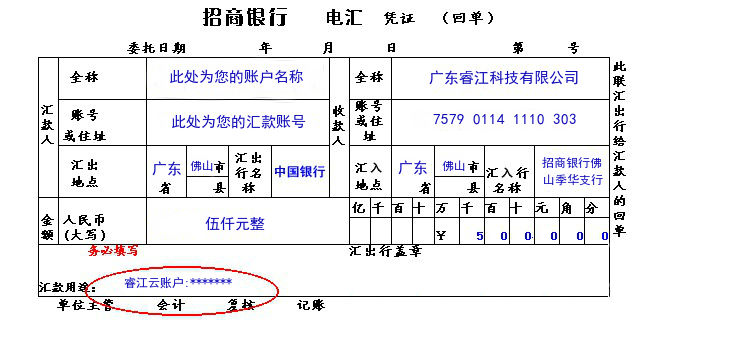 招商银行 电汇 凭证 （回单）
委托日期 年 月 日 第 号
汇款人
全称 此处为您的账户名称
账号或住址 此处为您的汇款账号
汇出地点 广东省 佛山市县 汇出行名称 中国银行
收款人
全称 广东睿江科技有限公司
账号或住址 7579 0114 1110 303
汇入地点 广东省 佛山市县 汇入行名称 招商银行佛山季华支行
金额 人民币(大写) 伍仟元整
亿 千 百 十 万 千 百 十 元 角 分
¥ 5 0 0 0 0 0
务必填写
汇出行盖章
汇款用途: 睿江云账户:*******
单位主管 会计 复核 记账
此联汇出行给汇款人的回单